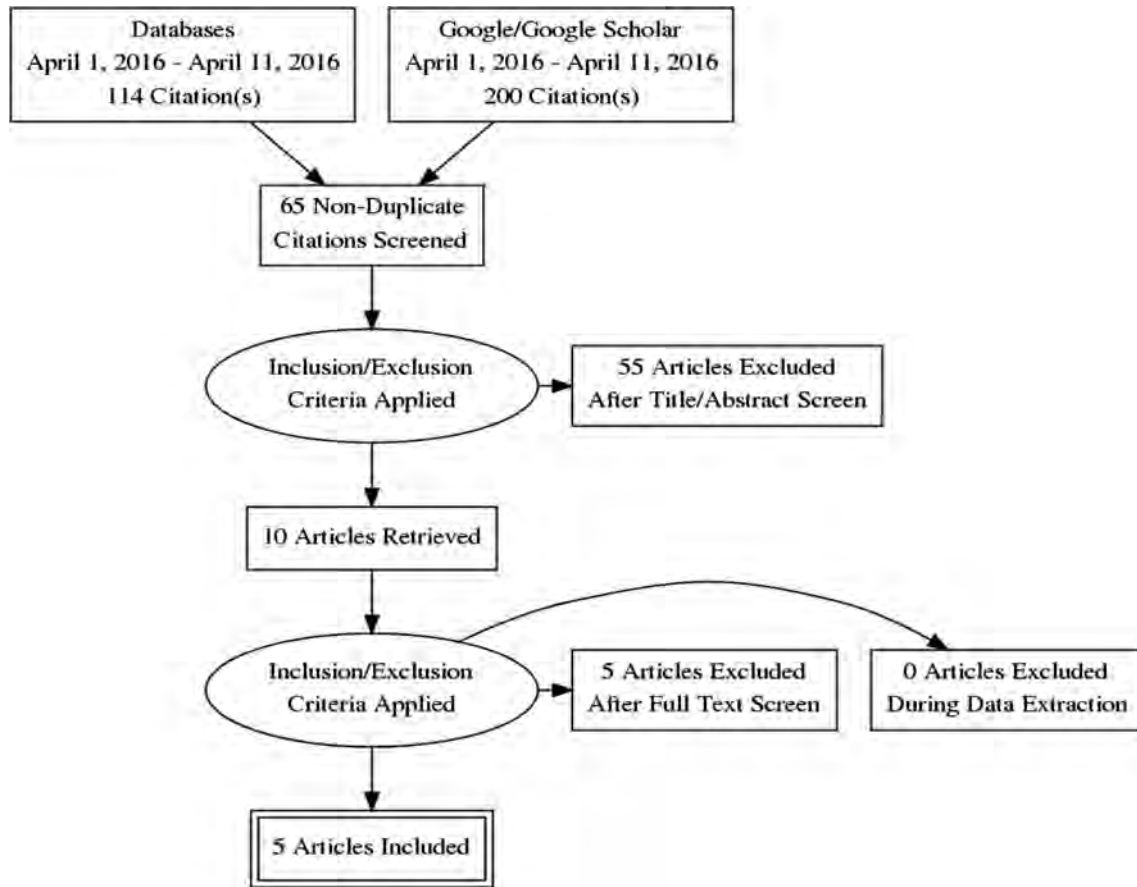 Databases
April 1, 2016 - April 11, 2016
114 Citation(s)
Google/Google Scholar
April 1, 2016 - April 11, 2016
200 Citation(s)
65 Non-Duplicate
Citations Screened
Inclusion/Exclusion
Criteria Applied
55 Articles Excluded
After Title/Abstract Screen
10 Articles Retrieved
Inclusion/Exclusion
Criteria Applied
5 Articles Excluded
After Full Text Screen
0 Articles Excluded
During Data Extraction
5 Articles Included